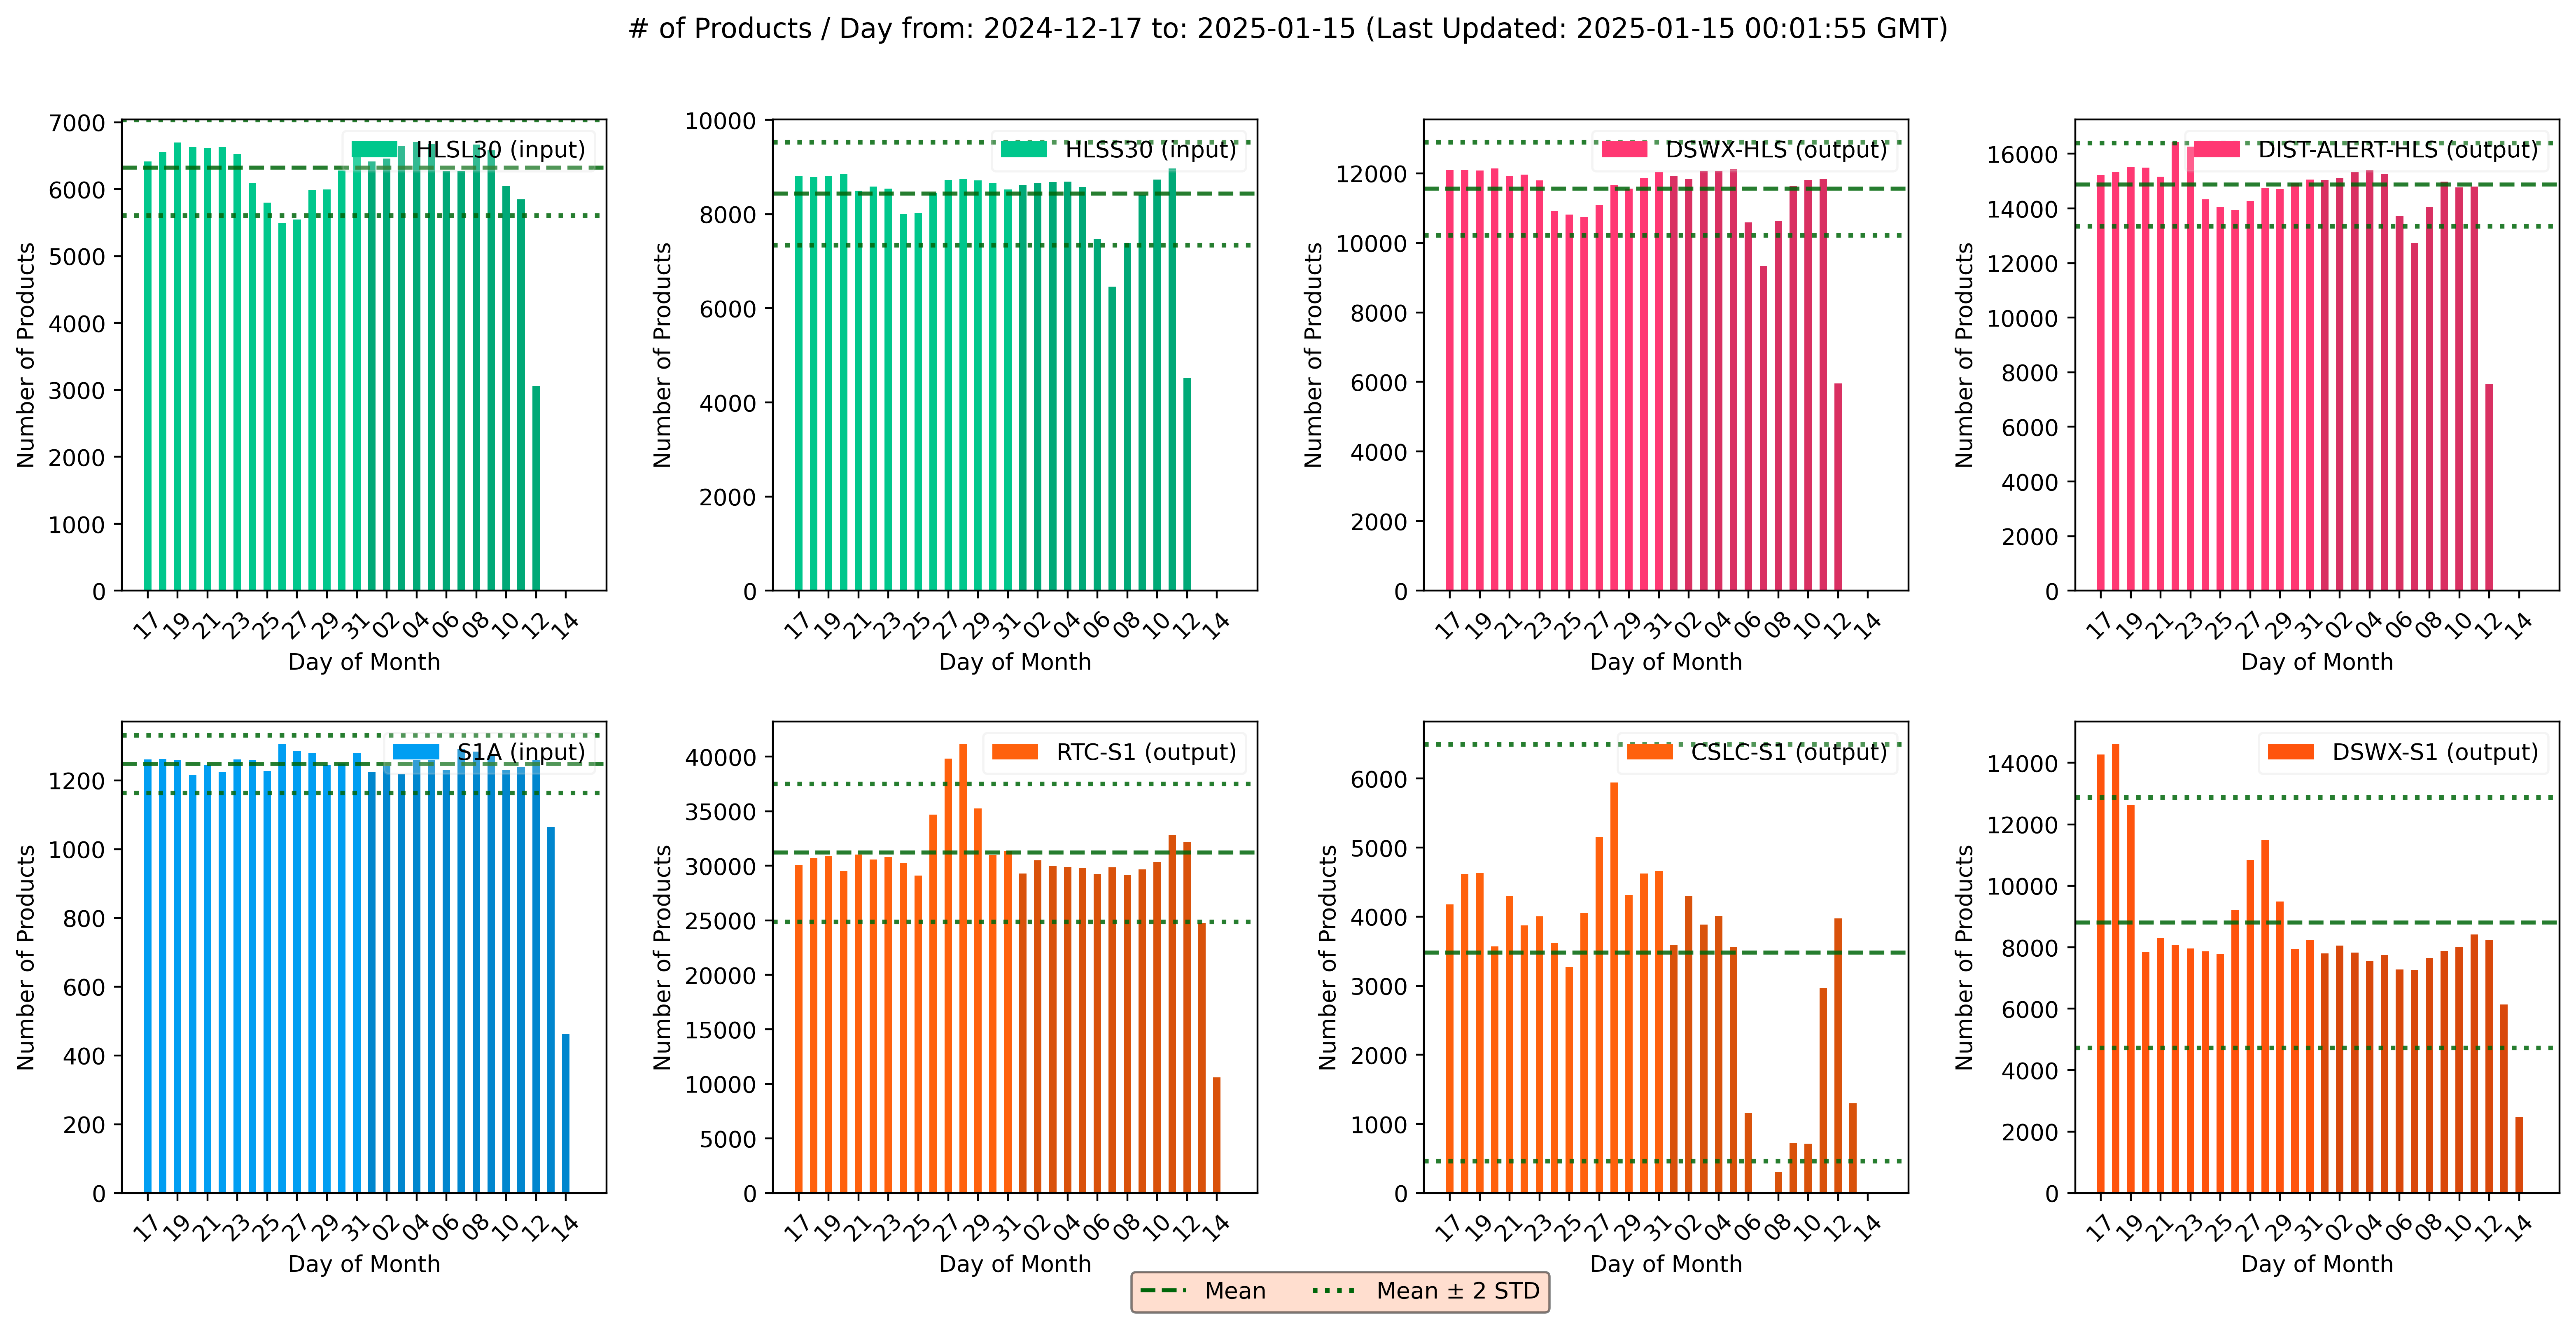 # of Products / Day from: 2024-12-17 to: 2025-01-15 (Last Updated: 2025-01-15 00:01:55 GMT)
HLSL30 (input)
Number of Products
7000
6000
5000
4000
3000
2000
1000
0
17 19 21 23 25 27 29 31 02 04 06 08 10 12 14
Day of Month
HLSS30 (input)
Number of Products
10000
8000
6000
4000
2000
0
17 19 21 23 25 27 29 31 02 04 06 08 10 12 14
Day of Month
DSWX-HLS (output)
Number of Products
12000
10000
8000
6000
4000
2000
0
17 19 21 23 25 27 29 31 02 04 06 08 10 12 14
Day of Month
DIST-ALERT-HLS (output)
Number of Products
16000
14000
12000
10000
8000
6000
4000
2000
0
17 19 21 23 25 27 29 31 02 04 06 08 10 12 14
Day of Month
S1A (input)
Number of Products
1200
1000
800
600
400
200
0
17 19 21 23 25 27 29 31 02 04 06 08 10 12 14
Day of Month
RTC-S1 (output)
Number of Products
40000
35000
30000
25000
20000
15000
10000
5000
0
17 19 21 23 25 27 29 31 02 04 06 08 10 12 14
Day of Month
CSLC-S1 (output)
Number of Products
6000
5000
4000
3000
2000
1000
0
17 19 21 23 25 27 29 31 02 04 06 08 10 12 14
Day of Month
DSWX-S1 (output)
Number of Products
14000
12000
10000
8000
6000
4000
2000
0
17 19 21 23 25 27 29 31 02 04 06 08 10 12 14
Day of Month
Mean
Mean ± 2 STD